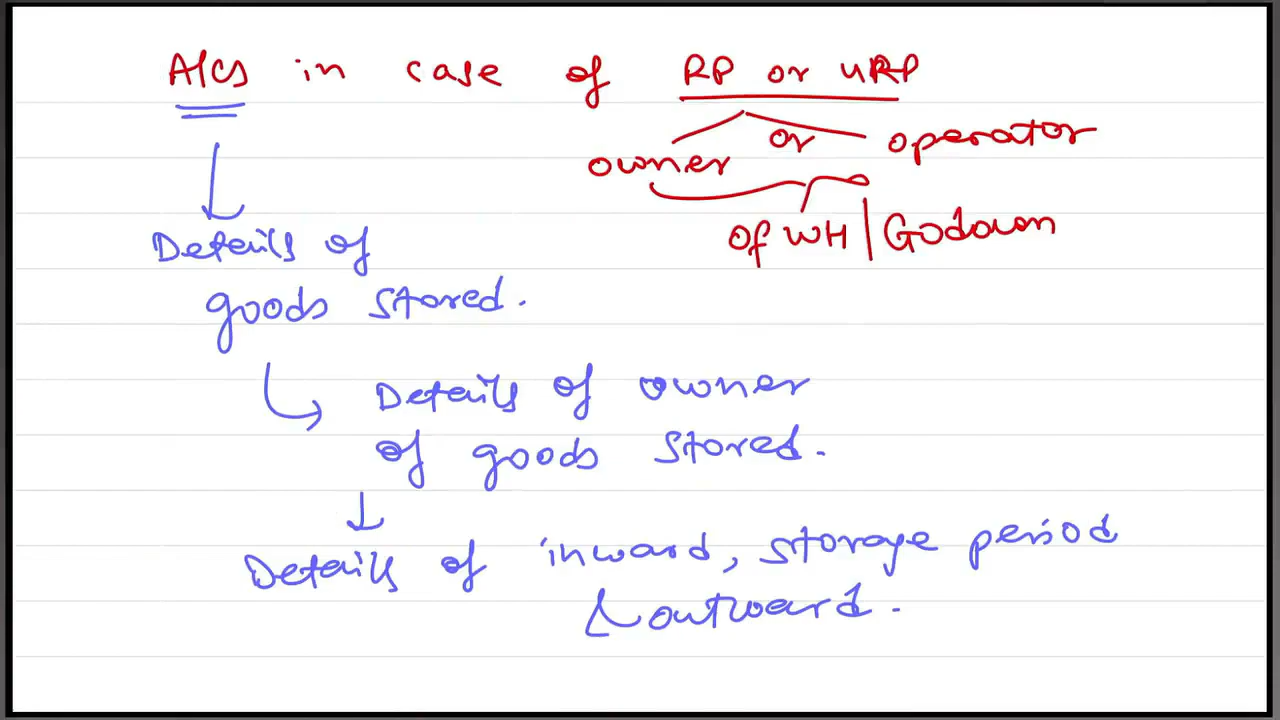 A/cs in case of RP or URP
owner or operator
of WH | Godown
Details of
goods stored.
Details of owner
of goods stored.
Details of inward, storage period
& outward.